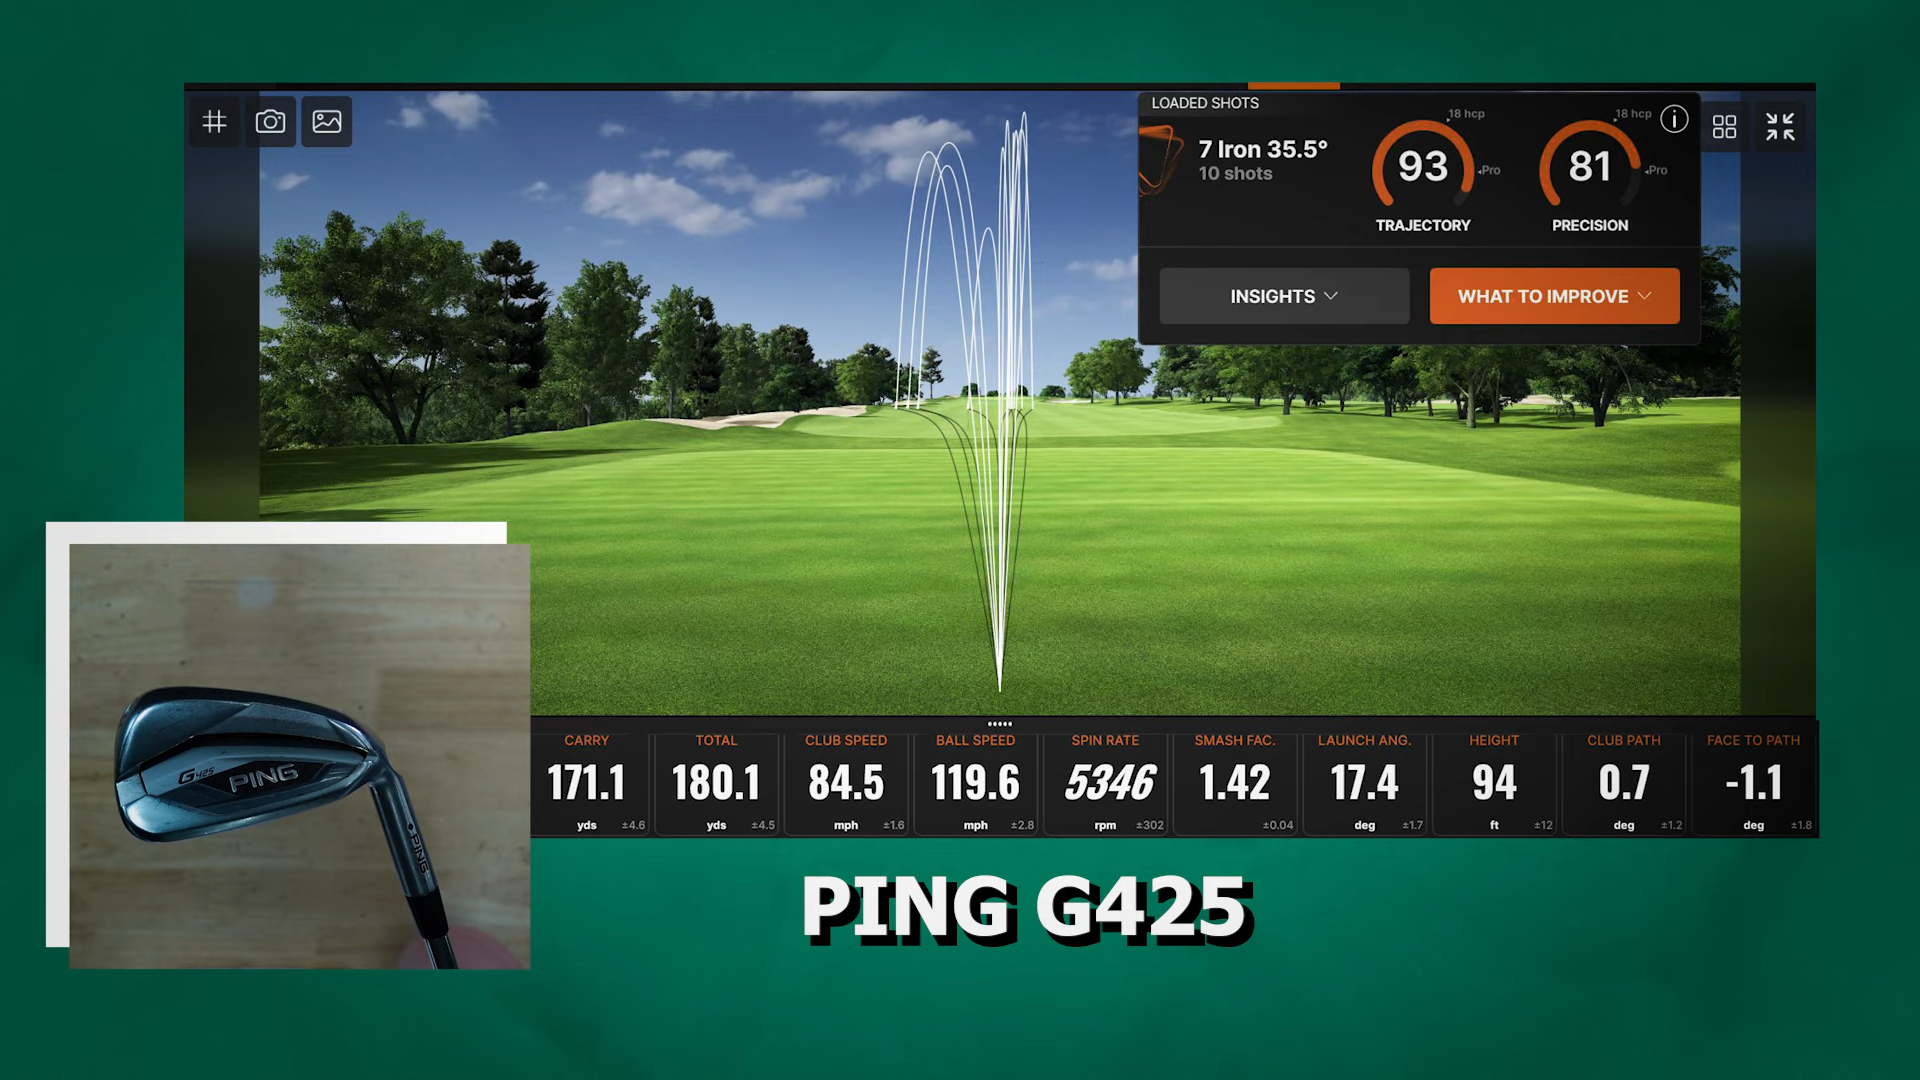 LOADED SHOTS
7 Iron 35.5°
10 shots
18 hcp
93
Pro
TRAJECTORY
18 hcp
81
Pro
PRECISION
INSIGHTS
WHAT TO IMPROVE
CARRY
171.1
yds ±4.6
TOTAL
180.1
yds ±4.5
CLUB SPEED
84.5
mph ±1.6
BALL SPEED
119.6
mph ±2.8
SPIN RATE
5346
rpm ±302
SMASH FAC.
1.42
±0.04
LAUNCH ANG.
17.4
deg ±1.7
HEIGHT
94
ft ±12
CLUB PATH
0.7
deg ±1.2
FACE TO PATH
-1.1
deg ±1.8
G425 PING
PING
PING G425